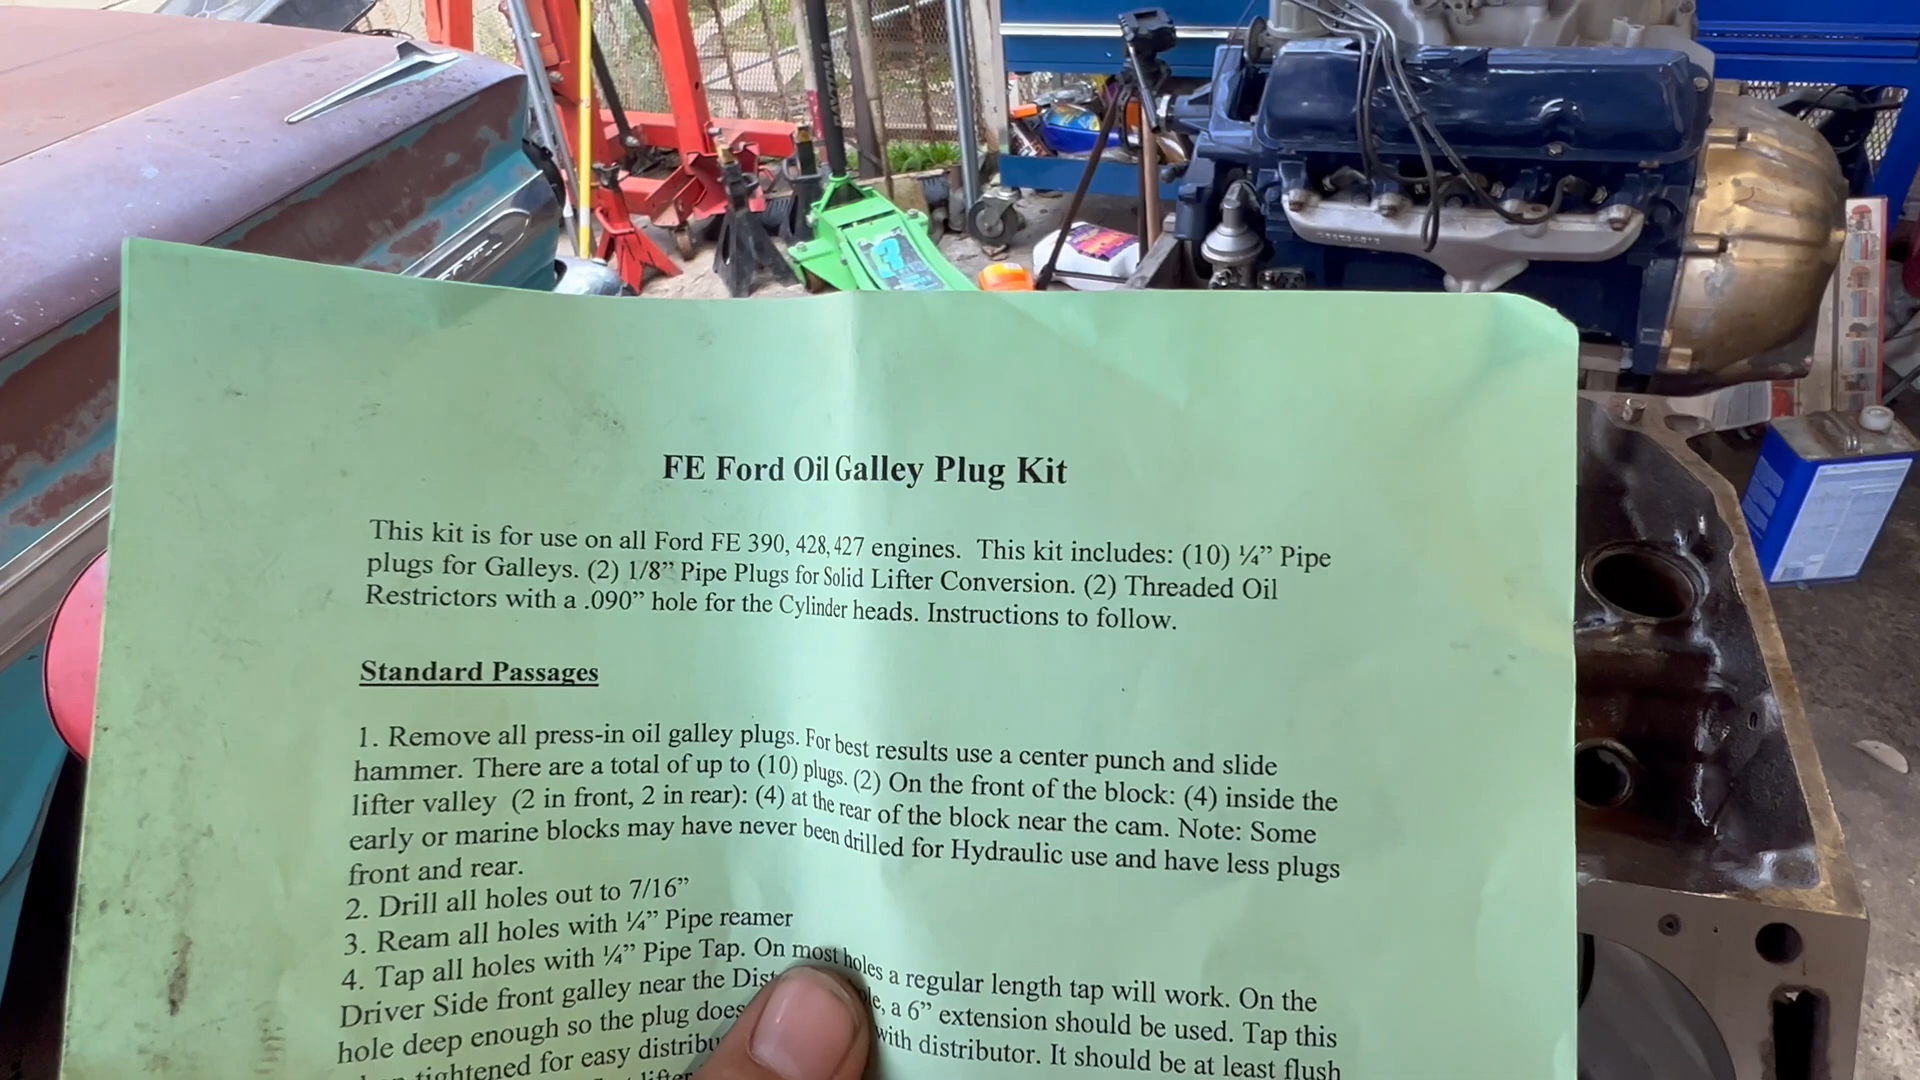 FE Ford Oil Galley Plug Kit
This kit is for use on all Ford FE 390, 428, 427 engines. This kit includes: (10) ¼” Pipe
plugs for Galleys. (2) 1/8” Pipe Plugs for Solid Lifter Conversion. (2) Threaded Oil
Restrictors with a .090” hole for the Cylinder heads. Instructions to follow.
Standard Passages
1. Remove all press-in oil galley plugs. For best results use a center punch and slide
hammer. There are a total of up to (10) plugs. (2) On the front of the block: (4) inside the
lifter valley (2 in front, 2 in rear): (4) at the rear of the block near the cam. Note: Some
early or marine blocks may have never been drilled for Hydraulic use and have less plugs
front and rear.
2. Drill all holes out to 7/16”
3. Ream all holes with ¼” Pipe reamer
4. Tap all holes with ¼” Pipe Tap. On most holes a regular length tap will work. On the
Driver Side front galley near the a 6” extension should be used. Tap this
hole deep enough so the plug with distributor. It should be at least flush
tightened for easy
lifter